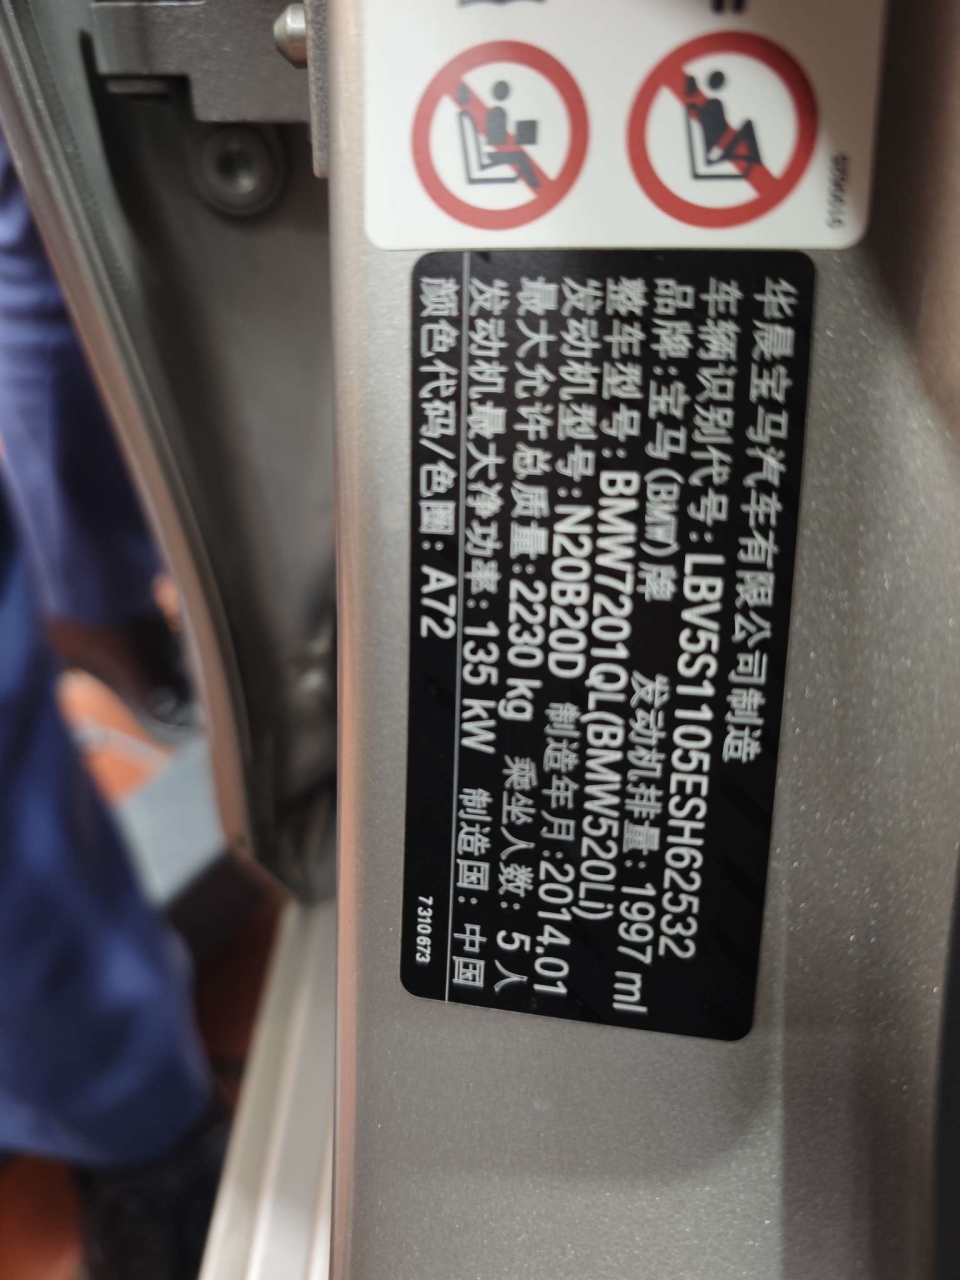 华晨宝马汽车有限公司制造
车辆识别代号：LBV5S1105ESH62532
品牌：宝马(BMW)牌 发动机排量：1997 ml
整车型号：BMW7201QL(BMW520Li)
发动机型号：N20B20D 制造年月：2014.01
最大允许总质量：2230 kg 乘坐人数：5 人
发动机最大净功率：135 kW 制造国：中国
颜色代码/色圈：A72
7 310 673